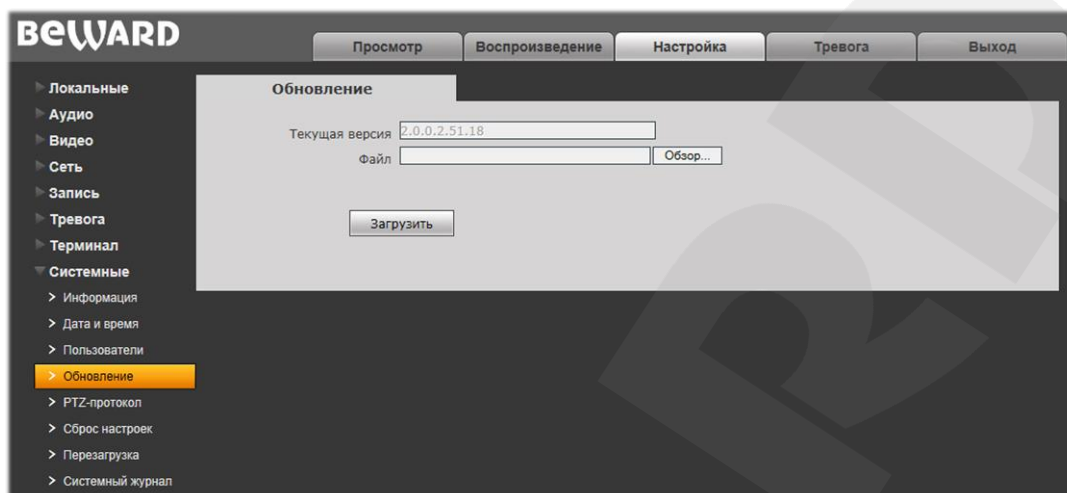 BEWARD
Просмотр
Воспроизведение
Настройка
Тревога
Выход
Локальные
Аудио
Видео
Сеть
Запись
Тревога
Терминал
Системные
Информация
Дата и время
Пользователи
Обновление
PTZ-протокол
Сброс настроек
Перезагрузка
Системный журнал
Обновление
Текущая версия 2.0.0.2.51.18
Файл Обзор...
Загрузить